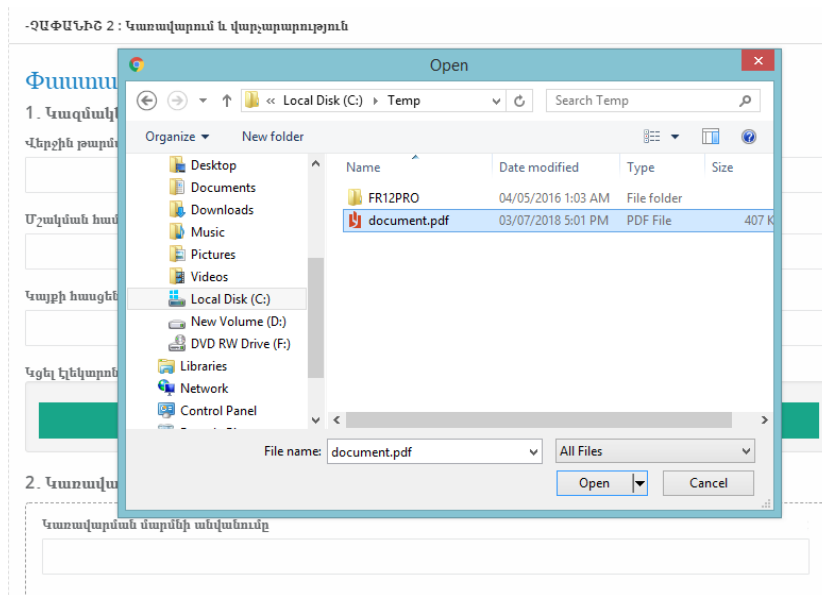 -ՉԱՓԱՆԻՇ 2 : Կառավարում և վարչարարություն
Open
Local Disk (C:) Temp
Search Temp
Organize
New folder
Desktop
Documents
Downloads
Music
Pictures
Videos
Local Disk (C:)
New Volume (D:)
DVD RW Drive (F:)
Libraries
Network
Control Panel
Name Date modified Type Size
FR12PRO 04/05/2016 1:03 AM File folder
document.pdf 03/07/2018 5:01 PM PDF File 407 K
File name: document.pdf
All Files
Open
Cancel
1. Կազմակ
Վերջին թարմ
Մշակման համ
Կայքի հասցեն
Կցել էլեկտրոն
2. Կառավա
Կառավարման մարմնի անվանումը